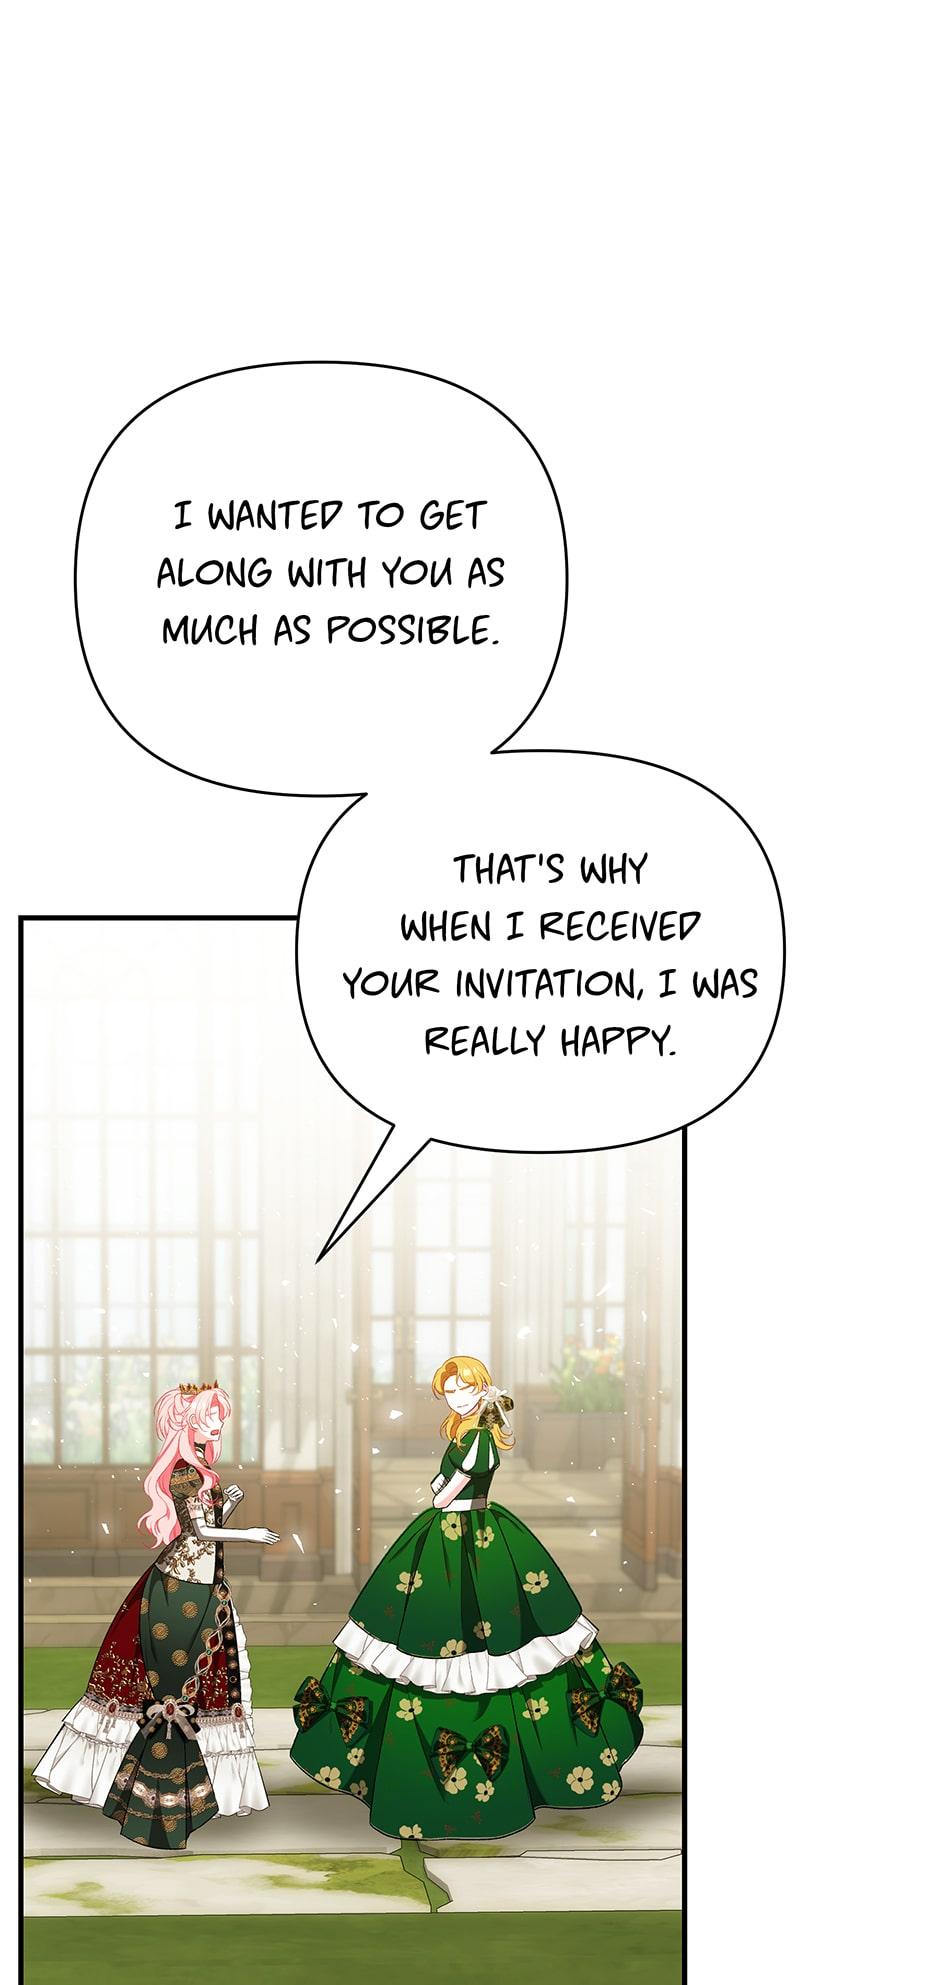 I WANTED TO GET
ALONG WITH YOU AS
MUCH AS POSSIBLE.
THAT'S WHY
WHEN I RECEIVED
YOUR INVITATION, I WAS
REALLY HAPPY.